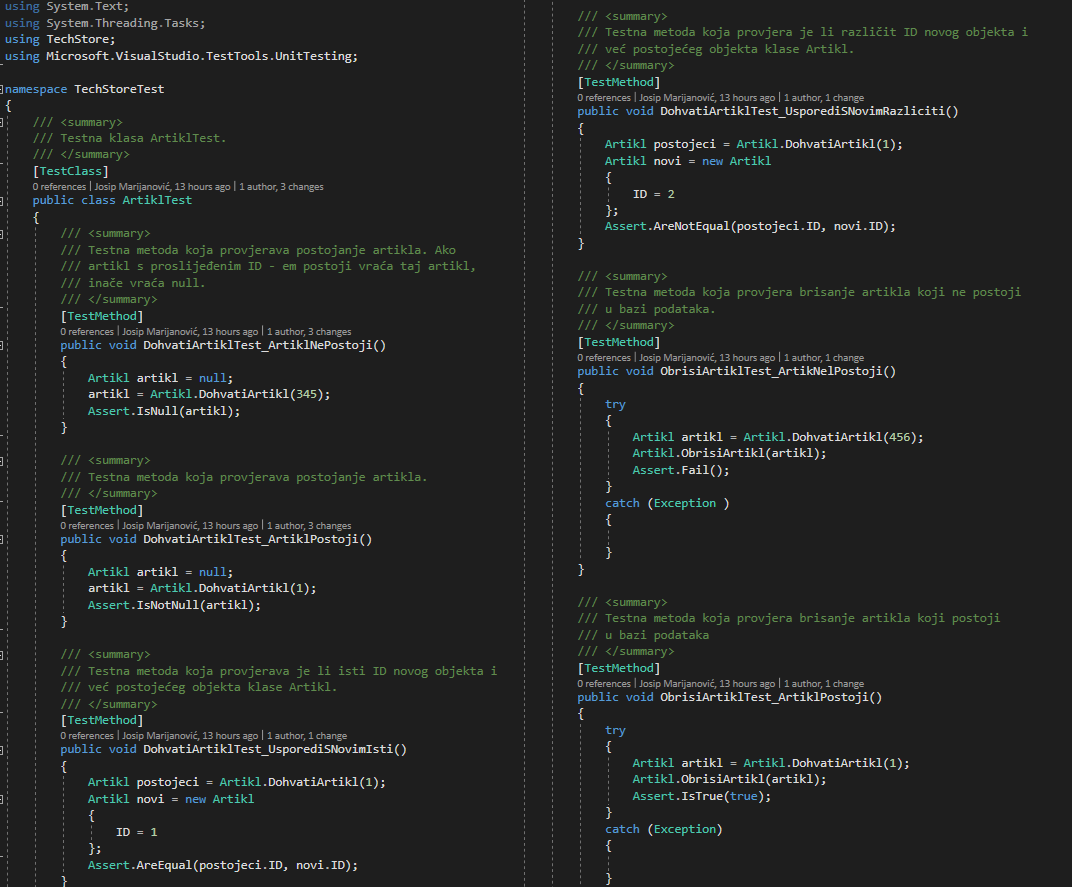 using System.Text;
using System.Threading.Tasks;
using TechStore;
using Microsoft.VisualStudio.TestTools.UnitTesting;
namespace TechStoreTest
{
/// <summary>
/// Testna klasa ArtiklTest.
/// </summary>
[TestClass]
0 references | Josip Marijanović, 13 hours ago | 1 author, 3 changes
public class ArtiklTest
{
/// <summary>
/// Testna metoda koja provjerava postojanje artikla. Ako
/// artikl s proslijeđenim ID - em postoji vraća taj artikl,
/// inače vraća null.
/// </summary>
[TestMethod]
0 references | Josip Marijanović, 13 hours ago | 1 author, 3 changes
public void DohvatiArtiklTest_ArtiklNePostoji()
{
Artikl artikl = null;
artikl = Artikl.DohvatiArtikl(345);
Assert.IsNull(artikl);
}
/// <summary>
/// Testna metoda koja provjerava postojanje artikla.
/// </summary>
[TestMethod]
0 references | Josip Marijanović, 13 hours ago | 1 author, 3 changes
public void DohvatiArtiklTest_ArtiklPostoji()
{
Artikl artikl = null;
artikl = Artikl.DohvatiArtikl(1);
Assert.IsNotNull(artikl);
}
/// <summary>
/// Testna metoda koja provjerava je li isti ID novog objekta i
/// već postojećeg objekta klase Artikl.
/// </summary>
[TestMethod]
0 references | Josip Marijanović, 13 hours ago | 1 author, 1 change
public void DohvatiArtiklTest_UsporediSNovimIsti()
{
Artikl postojeci = Artikl.DohvatiArtikl(1);
Artikl novi = new Artikl
{
ID = 1
};
Assert.AreEqual(postojeci.ID, novi.ID);
}
/// <summary>
/// Testna metoda koja provjera je li različit ID novog objekta i
/// već postojećeg objekta klase Artikl.
/// </summary>
[TestMethod]
0 references | Josip Marijanović, 13 hours ago | 1 author, 1 change
public void DohvatiArtiklTest_UsporediSNovimRazliciti()
{
Artikl postojeci = Artikl.DohvatiArtikl(1);
Artikl novi = new Artikl
{
ID = 2
};
Assert.AreNotEqual(postojeci.ID, novi.ID);
}
/// <summary>
/// Testna metoda koja provjera brisanje artikla koji ne postoji
/// u bazi podataka.
/// </summary>
[TestMethod]
0 references | Josip Marijanović, 13 hours ago | 1 author, 1 change
public void ObrisiArtiklTest_ArtikNelPostoji()
{
try
{
Artikl artikl = Artikl.DohvatiArtikl(456);
Artikl.ObrisiArtikl(artikl);
Assert.Fail();
}
catch (Exception )
{
}
}
/// <summary>
/// Testna metoda koja provjera brisanje artikla koji postoji
/// u bazi podataka
/// </summary>
[TestMethod]
0 references | Josip Marijanović, 13 hours ago | 1 author, 1 change
public void ObrisiArtiklTest_ArtiklPostoji()
{
try
{
Artikl artikl = Artikl.DohvatiArtikl(1);
Artikl.ObrisiArtikl(artikl);
Assert.IsTrue(true);
}
catch (Exception)
{
}